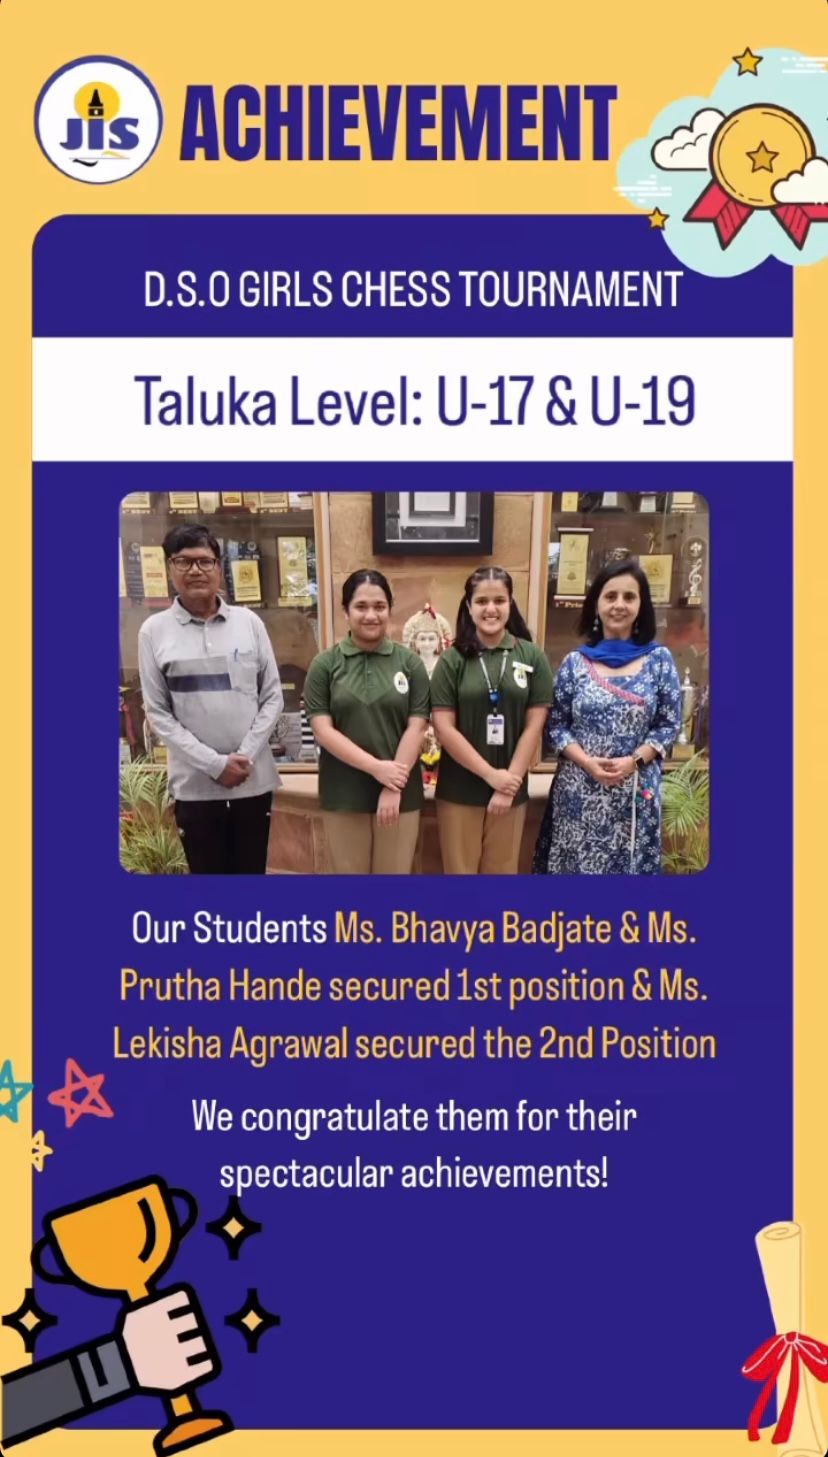 JIS
ACHIEVEMENT
D.S.O GIRLS CHESS TOURNAMENT
Taluka Level: U-17 & U-19
Our Students Ms. Bhavya Badjate & Ms.
Prutha Hande secured 1st position & Ms.
Lekisha Agrawal secured the 2nd Position
We congratulate them for their
spectacular achievements!